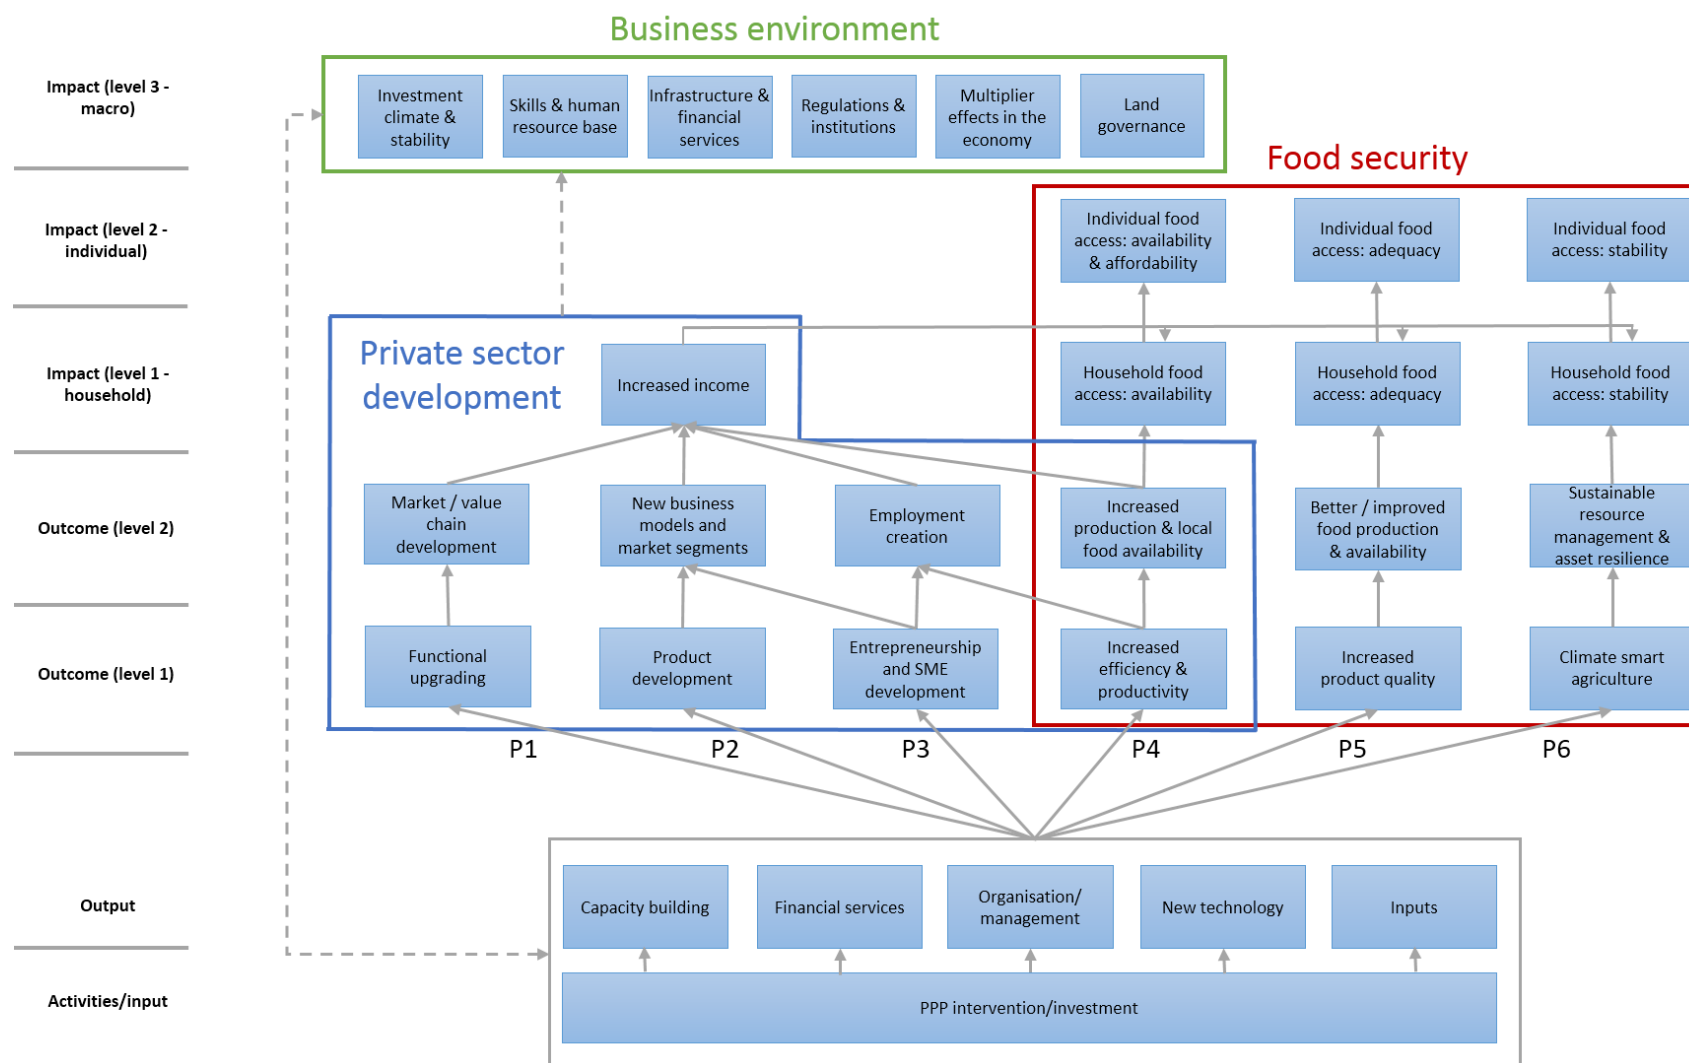 Business environment
Impact (level 3 -
macro)
Investment
climate &
stability
Skills & human
resource base
Infrastructure &
financial
services
Regulations &
institutions
Multiplier
effects in the
economy
Land
governance
Food security
Impact (level 2 -
individual)
Individual food
access: availability
& affordability
Individual food
access: adequacy
Individual food
access: stability
Impact (level 1 -
household)
Private sector
development
Increased income
Household food
access: availability
Household food
access: adequacy
Household food
access: stability
Outcome (level 2)
Market / value
chain
development
New business
models and
market segments
Employment
creation
Increased
production & local
food availability
Better / improved
food production
& availability
Sustainable
resource
management &
asset resilience
Outcome (level 1)
Functional
upgrading
Product
development
Entrepreneurship
and SME
development
Increased
efficiency &
productivity
Increased
product quality
Climate smart
agriculture
P1
P2
P3
P4
P5
P6
Output
Capacity building
Financial services
Organisation/
management
New technology
Inputs
Activities/input
PPP intervention/investment